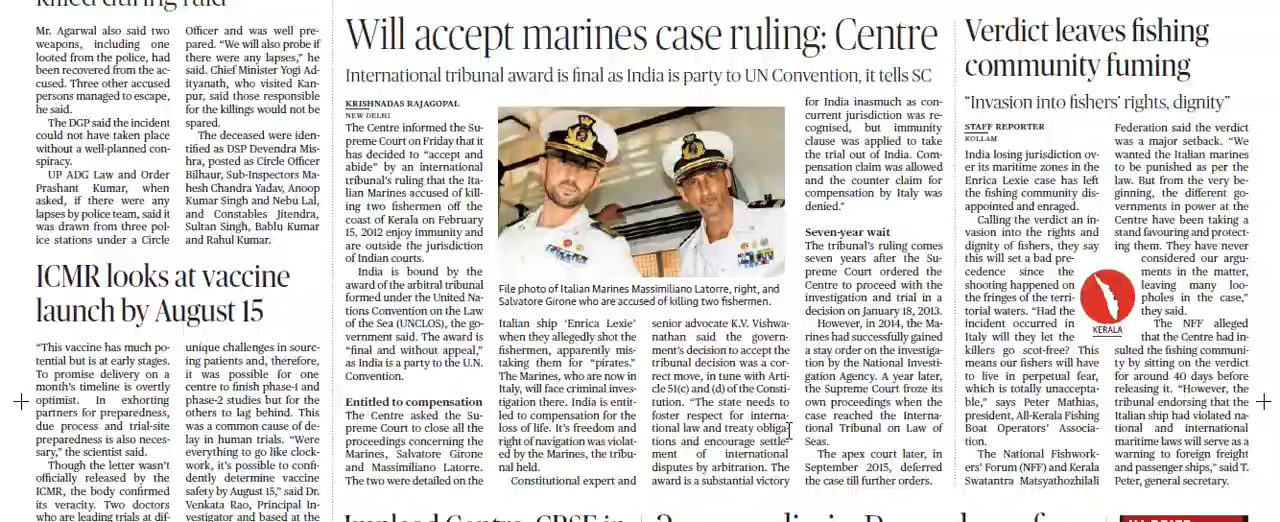 killed during raid
Mr. Agarwal also said two
weapons, including one
looted from the police, had
been recovered from the ac-
cused. Three other accused
persons managed to escape,
he said.
The DGP said the incident
could not have taken place
without a well-planned con-
spiracy.
UP ADG Law and Order
Prashant Kumar, when
asked, if there were any
lapses by police team, said it
was drawn from three pol-
ice stations under a Circle
Officer and was well pre-
pared. “We will also probe if
there were any lapses,” he
said. Chief Minister Yogi Ad-
ityanath, who visited Kan-
pur, said those responsible
for the killings would not be
spared.
The deceased were iden-
tified as DSP Devendra Mis-
hra, posted as Circle Officer
Bilhaur, Sub-Inspectors Ma-
hesh Chandra Yadav, Anoop
Kumar Singh and Nebu Lal,
and Constables Jitendra,
Sultan Singh, Bablu Kumar
and Rahul Kumar.
ICMR looks at vaccine
launch by August 15
“This vaccine has much po-
tential but is at early stages.
To promise delivery on a
month’s timeline is overtly
optimist. In exhorting
partners for preparedness,
due process and trial-site
preparedness is also neces-
sary,” the scientist said.
Though the letter wasn’t
officially released by the
ICMR, the body confirmed
its veracity. Two doctors
who are leading trials at dif-
unique challenges in sourc-
ing patients and, therefore,
it was possible for one
centre to finish phase-1 and
phase-2 studies but for the
others to lag behind. This
was a common cause of de-
lay in human trials. “Were
everything to go like clock-
work, it’s possible to confi-
dently determine vaccine
safety by August 15,” said Dr.
Venkata Rao, Principal In-
vestigator and based at the
Will accept marines case ruling: Centre
International tribunal award is final as India is party to UN Convention, it tells SC
KRISHNADAS RAJAGOPAL
NEW DELHI
The Centre informed the Su-
preme Court on Friday that it
has decided to “accept and
abide” by an international
tribunal’s ruling that the Ita-
lian Marines accused of kill-
ing two fishermen off the
coast of Kerala on February
15, 2012 enjoy immunity and
are outside the jurisdiction
of Indian courts.
India is bound by the
award of the arbitral tribunal
formed under the United Na-
tions Convention on the Law
of the Sea (UNCLOS), the go-
vernment said. The award is
“final and without appeal,”
as India is a party to the U.N.
Convention.
Entitled to compensation
The Centre asked the Su-
preme Court to close all the
proceedings concerning the
Marines, Salvatore Girone
and Massimiliano Latorre.
The two were detailed on the
File photo of Italian Marines Massimiliano Latorre, right, and
Salvatore Girone who are accused of killing two fishermen.
Italian ship ‘Enrica Lexie’
when they allegedly shot the
fishermen, apparently mis-
taking them for “pirates.”
The Marines, who are now in
Italy, will face criminal inves-
tigation there. India is entit-
led to compensation for the
loss of life. It’s freedom and
right of navigation was violat-
ed by the Marines, the tribu-
nal held.
Constitutional expert and
senior advocate K.V. Vishwa-
nathan said the govern-
ment’s decision to accept the
tribunal decision was a cor-
rect move, in tune with Arti-
cle 51(c) and (d) of the Consti-
tution. “The state needs to
foster respect for interna-
tional law and treaty obliga-
tions and encourage settle-
ment of international
disputes by arbitration. The
award is a substantial victory
for India inasmuch as con-
current jurisdiction was re-
cognised, but immunity
clause was applied to take
the trial out of India. Com-
pensation claim was allowed
and the counter claim for
compensation by Italy was
denied.”
Seven-year wait
The tribunal’s ruling comes
seven years after the Su-
preme Court ordered the
Centre to proceed with the
investigation and trial in a
decision on January 18, 2013.
However, in 2014, the Ma-
rines had successfully gained
a stay order on the investiga-
tion by the National Investi-
gation Agency. A year later,
the Supreme Court froze its
own proceedings when the
case reached the Interna-
tional Tribunal on Law of
Seas.
The apex court later, in
September 2015, deferred
the case till further orders.
Verdict leaves fishing
community fuming
“Invasion into fishers’ rights, dignity”
STAFF REPORTER
KOLLAM
India losing jurisdiction ov-
er its maritime zones in the
Enrica Lexie case has left
the fishing community dis-
appointed and enraged.
Calling the verdict an in-
vasion into the rights and
dignity of fishers, they say
this will set a bad pre-
cedence since the
shooting happened on
the fringes of the terri-
torial waters. “Had the
incident occurred in
Italy will they let the
killers go scot-free? This
means our fishers will have
to live in perpetual fear,
which is totally unaccepta-
ble,” says Peter Mathias,
president, All-Kerala Fishing
Boat Operators’ Associa-
tion.
The National Fishwork-
ers’ Forum (NFF) and Kerala
Swatantra Matsyathozhilali
KERALA
Federation said the verdict
was a major setback. “We
wanted the Italian marines
to be punished as per the
law. But from the very be-
ginning, the different go-
vernments in power at the
Centre have been taking a
stand favouring and protect-
ing them. They have never
considered our argu-
ments in the matter,
leaving many loo-
pholes in the case,”
they said.
The NFF alleged
that the Centre had in-
sulted the fishing communi-
ty by sitting on the verdict
for around 40 days before
releasing it. “However, the
tribunal endorsing that the
Italian ship had violated na-
tional and international
maritime laws will serve as a
warning to foreign freight
and passenger ships,” said T.
Peter, general secretary.